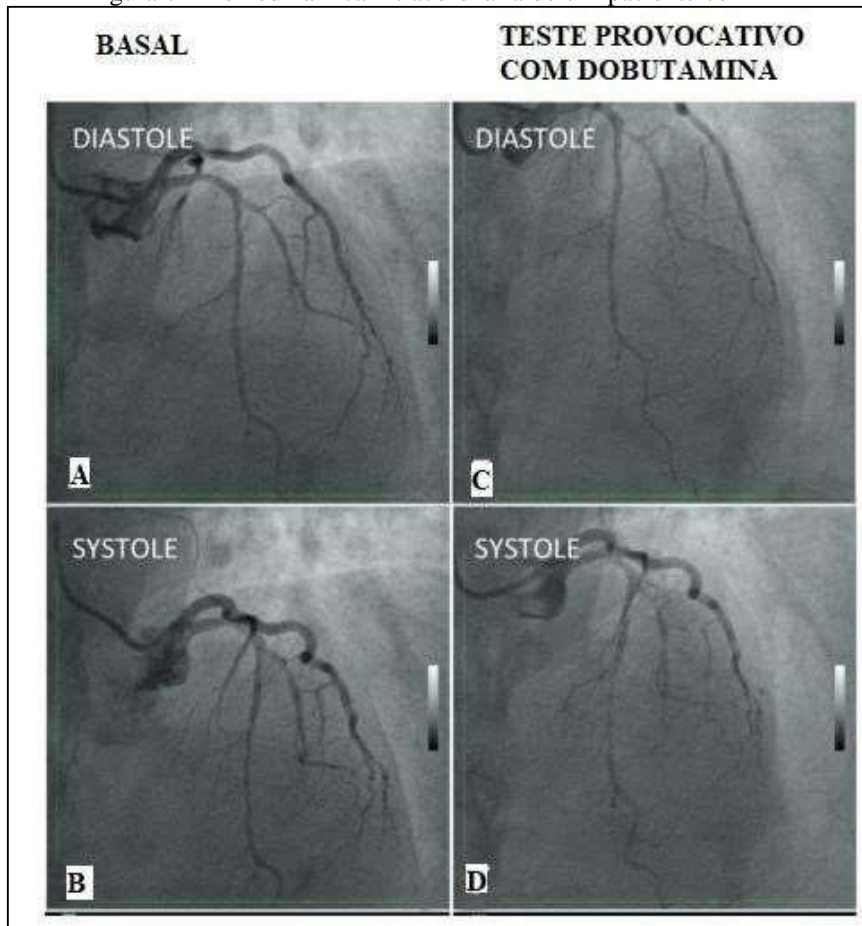 BASAL
TESTE PROVOCATIVO
COM DOBUTAMINA
DIASTOLE
DIASTOLE
A
C
SYSTOLE
SYSTOLE
B
D